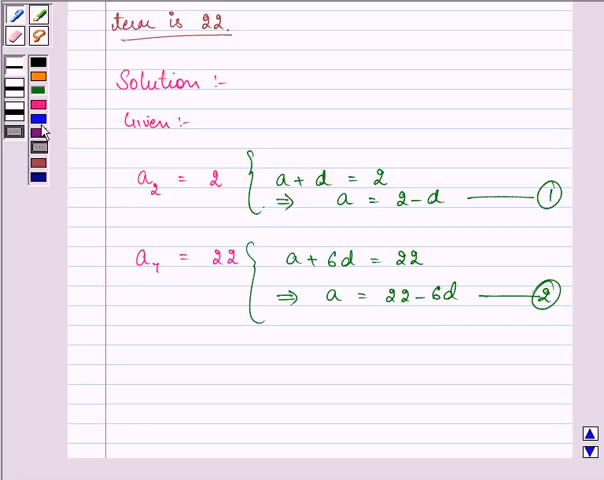 term is 22.
Solution :-
Given :-
a₂ = 2 { a + d = 2
⇒ a = 2 - d ——— ①
a₇ = 22 { a + 6d = 22
⇒ a = 22 - 6d ——— ②